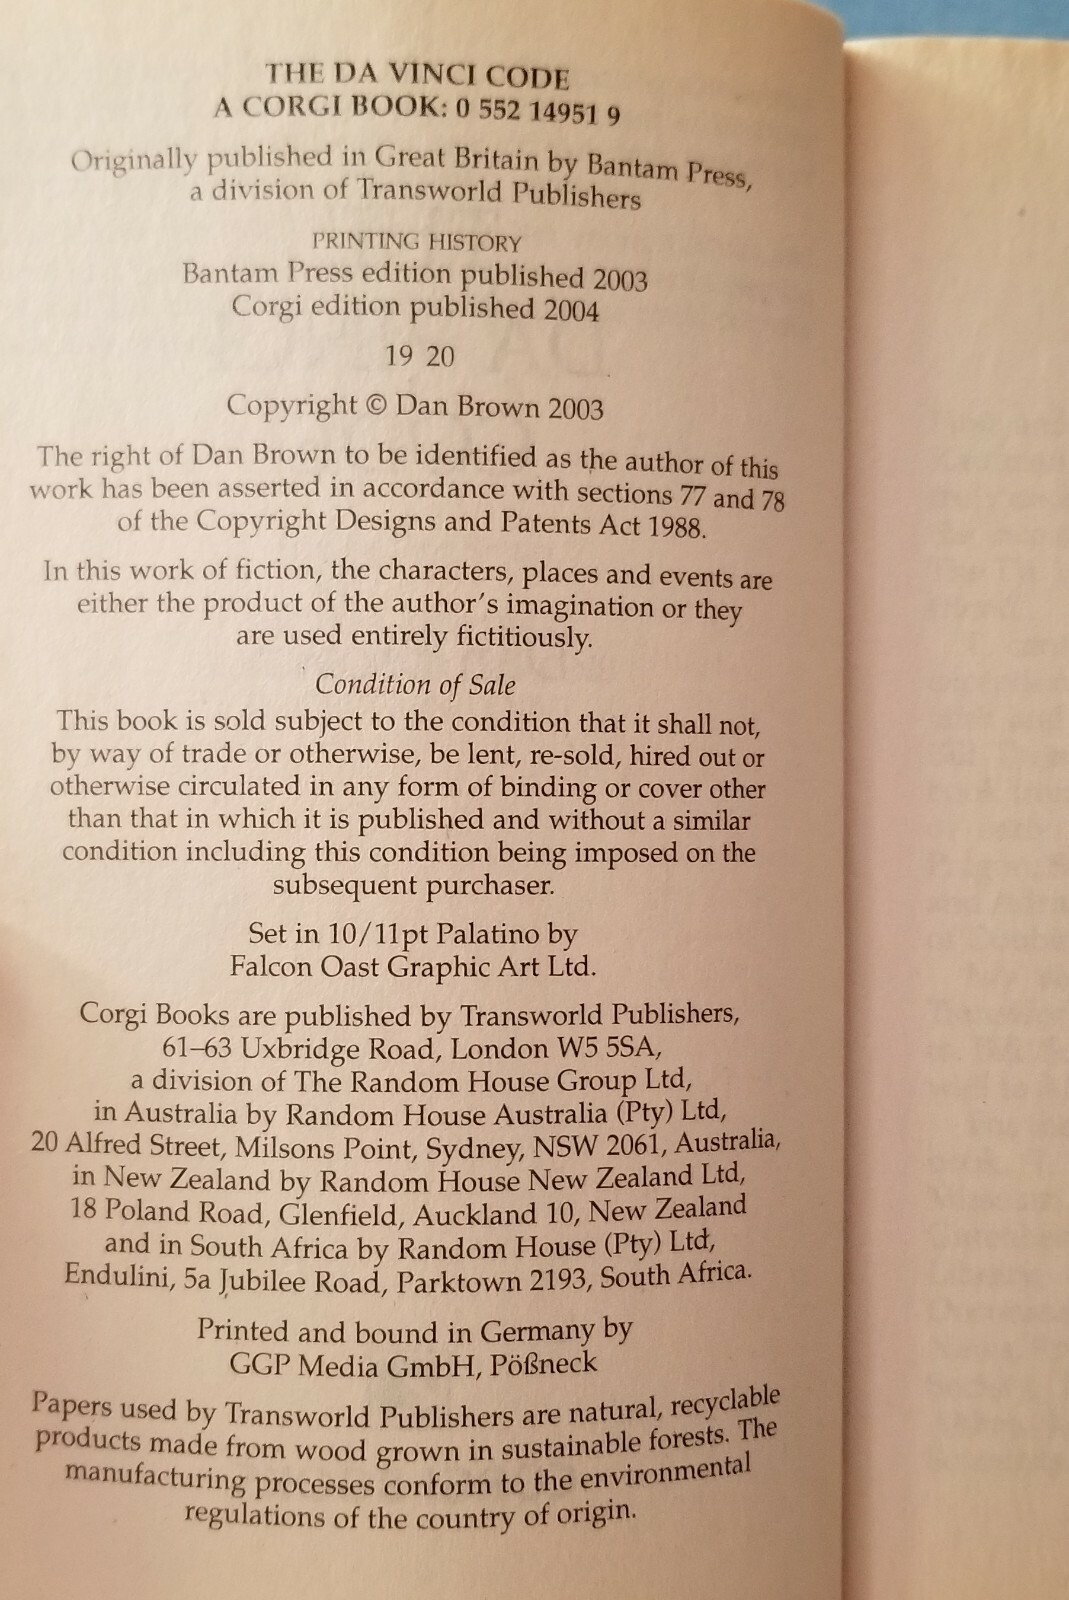 THE DA VINCI CODE
A CORGI BOOK: 0 552 14951 9
Originally published in Great Britain by Bantam Press,
a division of Transworld Publishers
PRINTING HISTORY
Bantam Press edition published 2003
Corgi edition published 2004
19 20
Copyright © Dan Brown 2003
The right of Dan Brown to be identified as the author of this
work has been asserted in accordance with sections 77 and 78
of the Copyright Designs and Patents Act 1988.
In this work of fiction, the characters, places and events are
either the product of the author's imagination or they
are used entirely fictitiously.
Condition of Sale
This book is sold subject to the condition that it shall not,
by way of trade or otherwise, be lent, re-sold, hired out or
otherwise circulated in any form of binding or cover other
than that in which it is published and without a similar
condition including this condition being imposed on the
subsequent purchaser.
Set in 10/11pt Palatino by
Falcon Oast Graphic Art Ltd.
Corgi Books are published by Transworld Publishers,
61–63 Uxbridge Road, London W5 5SA,
a division of The Random House Group Ltd,
in Australia by Random House Australia (Pty) Ltd,
20 Alfred Street, Milsons Point, Sydney, NSW 2061, Australia,
in New Zealand by Random House New Zealand Ltd,
18 Poland Road, Glenfield, Auckland 10, New Zealand
and in South Africa by Random House (Pty) Ltd,
Endulini, 5a Jubilee Road, Parktown 2193, South Africa.
Printed and bound in Germany by
GGP Media GmbH, Pößneck
Papers used by Transworld Publishers are natural, recyclable
products made from wood grown in sustainable forests. The
manufacturing processes conform to the environmental
regulations of the country of origin.